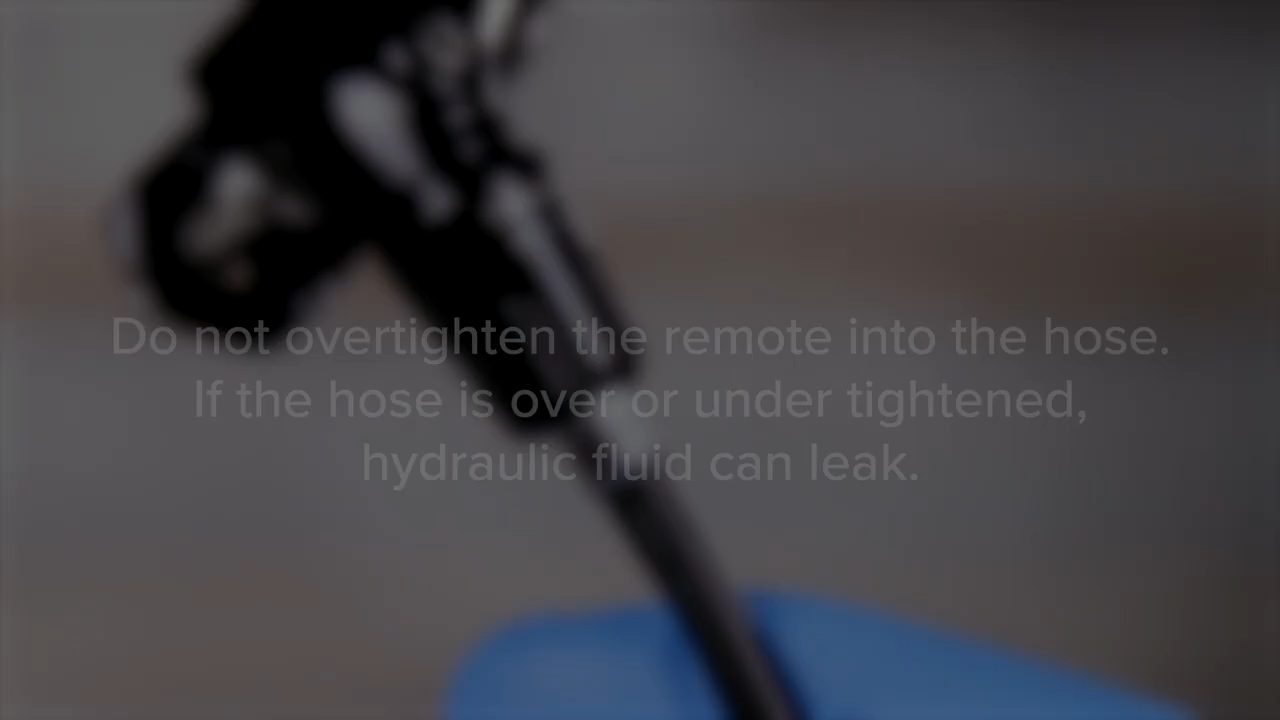 Do not overtighten the remote into the hose.
If the hose is over or under tightened,
hydraulic fluid can leak.